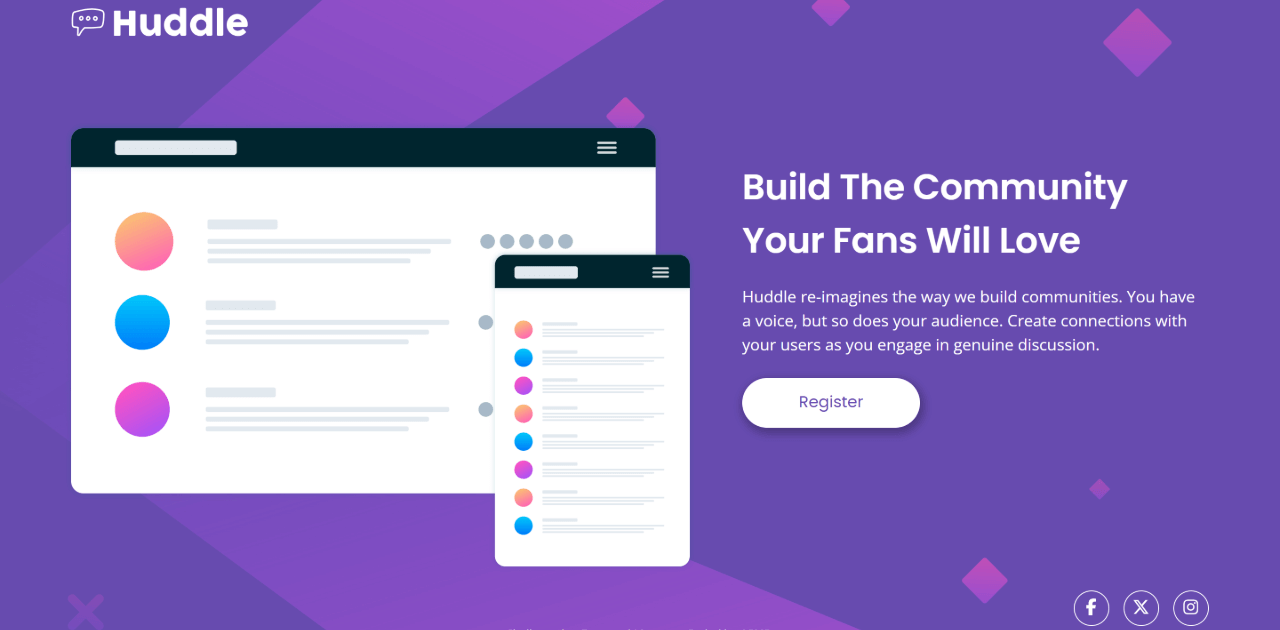 Huddle
Build The Community
Your Fans Will Love
Huddle re-imagines the way we build communities. You have
a voice, but so does your audience. Create connections with
your users as you engage in genuine discussion.
Register